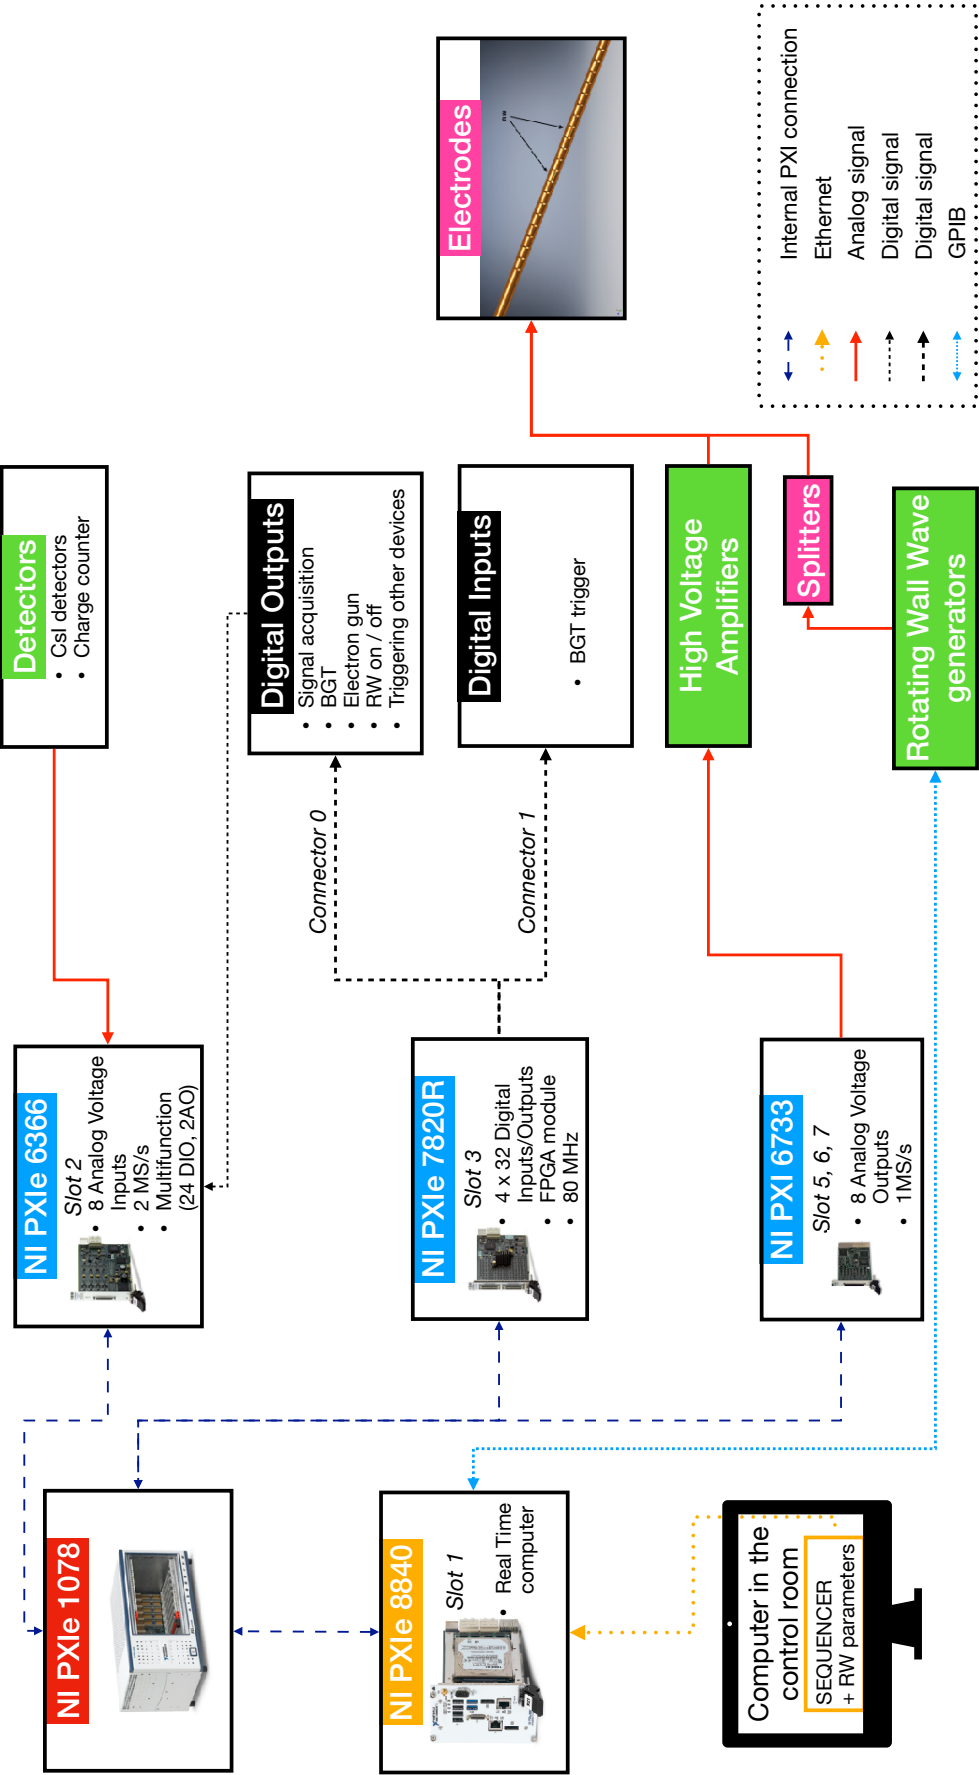 NI PXIe 1078
NI PXIe 8840
Slot 1
• Real Time
computer
Computer in the
control room
SEQUENCER
+ RW parameters
NI PXIe 6366
Slot 2
• 8 Analog Voltage
Inputs
• 2 MS/s
• Multifunction
(24 DIO, 2AO)
NI PXIe 7820R
Slot 3
• 4 x 32 Digital
Inputs/Outputs
• FPGA module
• 80 MHz
NI PXI 6733
Slot 5, 6, 7
• 8 Analog Voltage
Outputs
• 1MS/s
Connector 0
Connector 1
Detectors
• CsI detectors
• Charge counter
Digital Outputs
• Signal acquisition
• BGT
• Electron gun
• RW on / off
• Triggering other devices
Digital Inputs
• BGT trigger
High Voltage
Amplifiers
Splitters
Rotating Wall Wave
generators
Electrodes
Internal PXI connection
Ethernet
Analog signal
Digital signal
Digital signal
GPIB